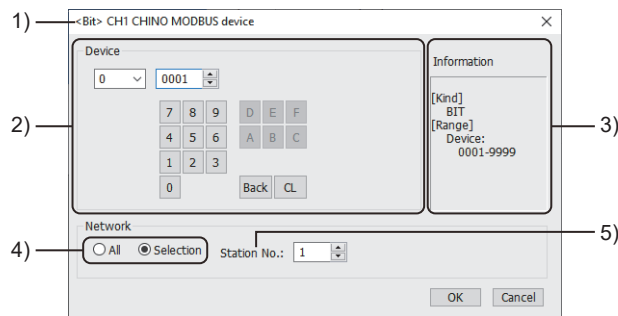 1)
<Bit> CH1 CHINO MODBUS device
Device
0 0001
7 8 9 D E F
4 5 6 A B C
1 2 3
0 Back CL
2)
Information
[Kind]
BIT
[Range]
Device:
0001-9999
3)
Network
4)
All Selection Station No.: 1
5)
OK Cancel